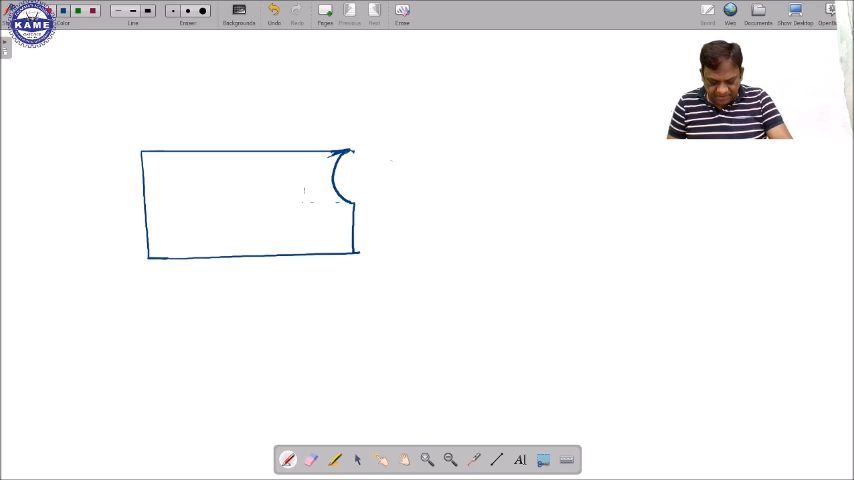 Color
Line
Eraser
Backgrounds
Undo
Redo
Pages
Previous
Next
Erase
Board
Web
Documents
Show Desktop
KAME